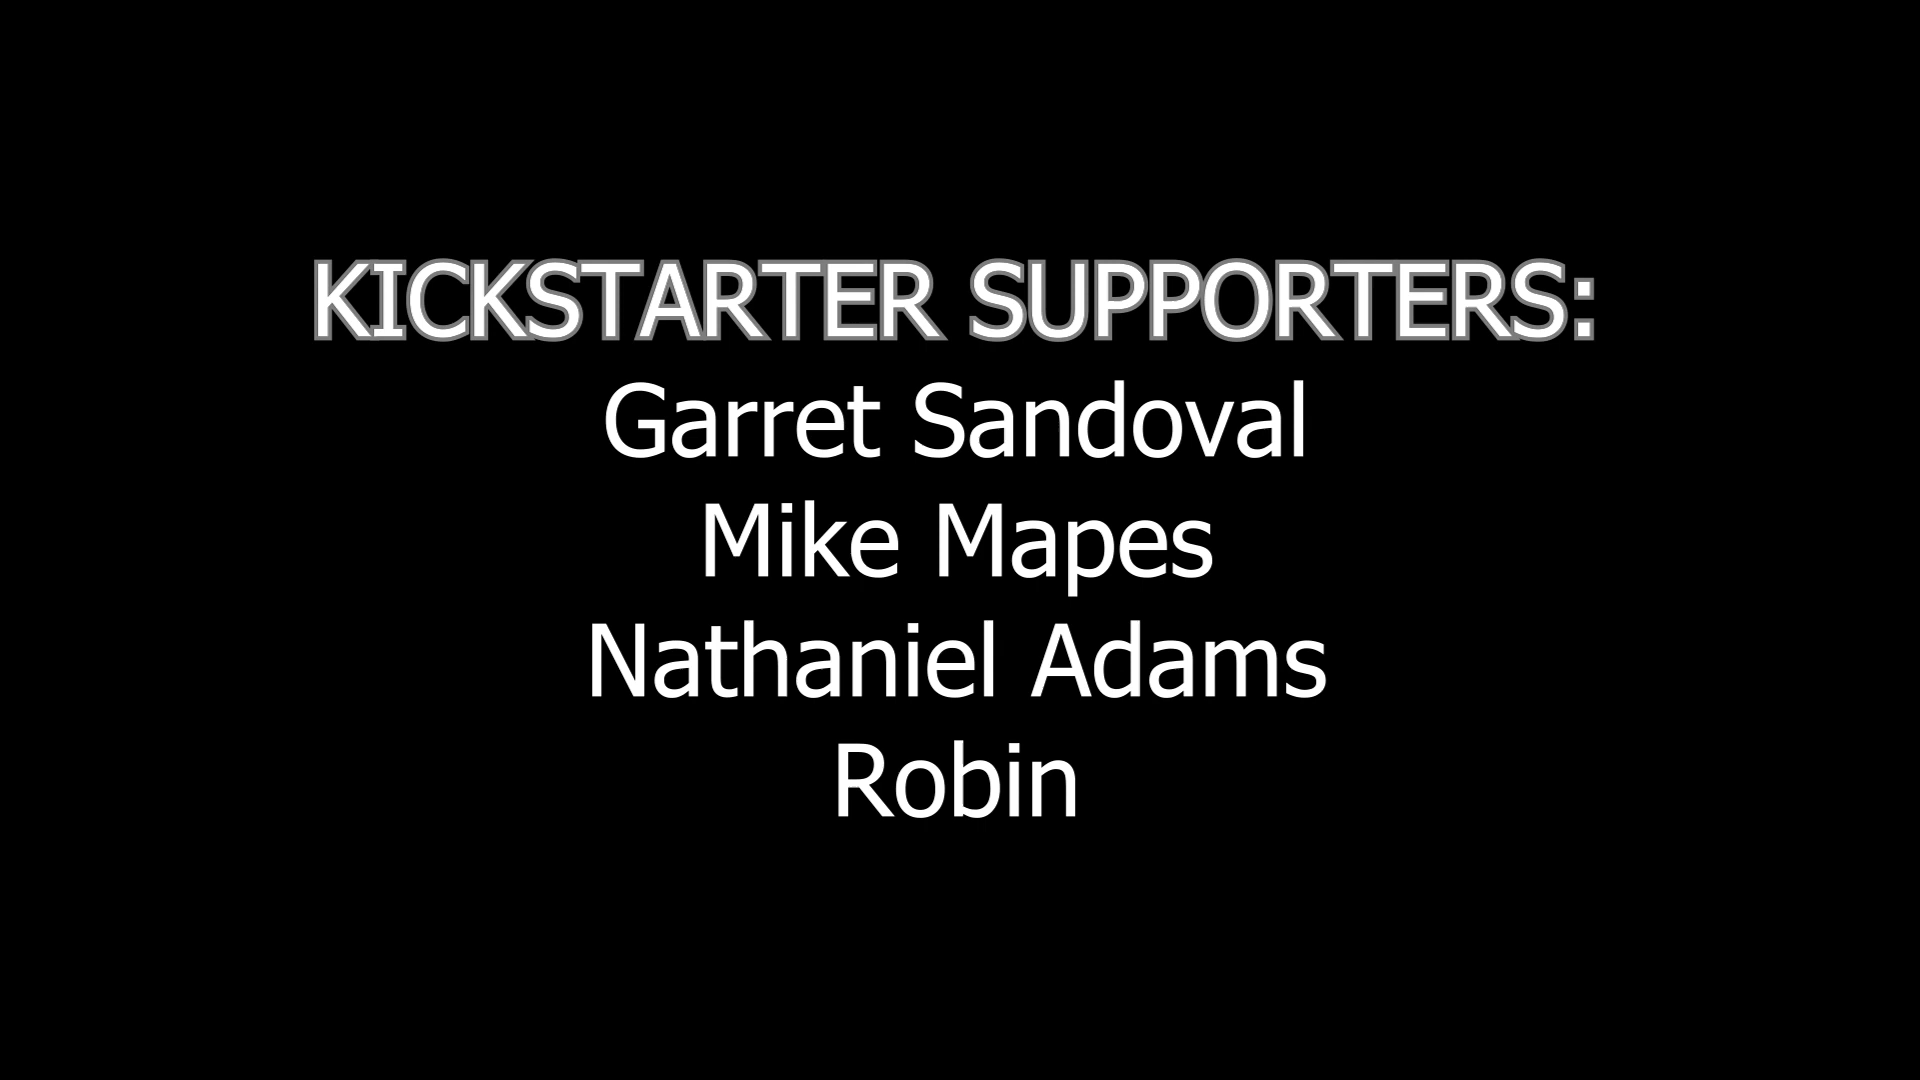 KICKSTARTER SUPPORTERS:
Garret Sandoval
Mike Mapes
Nathaniel Adams
Robin